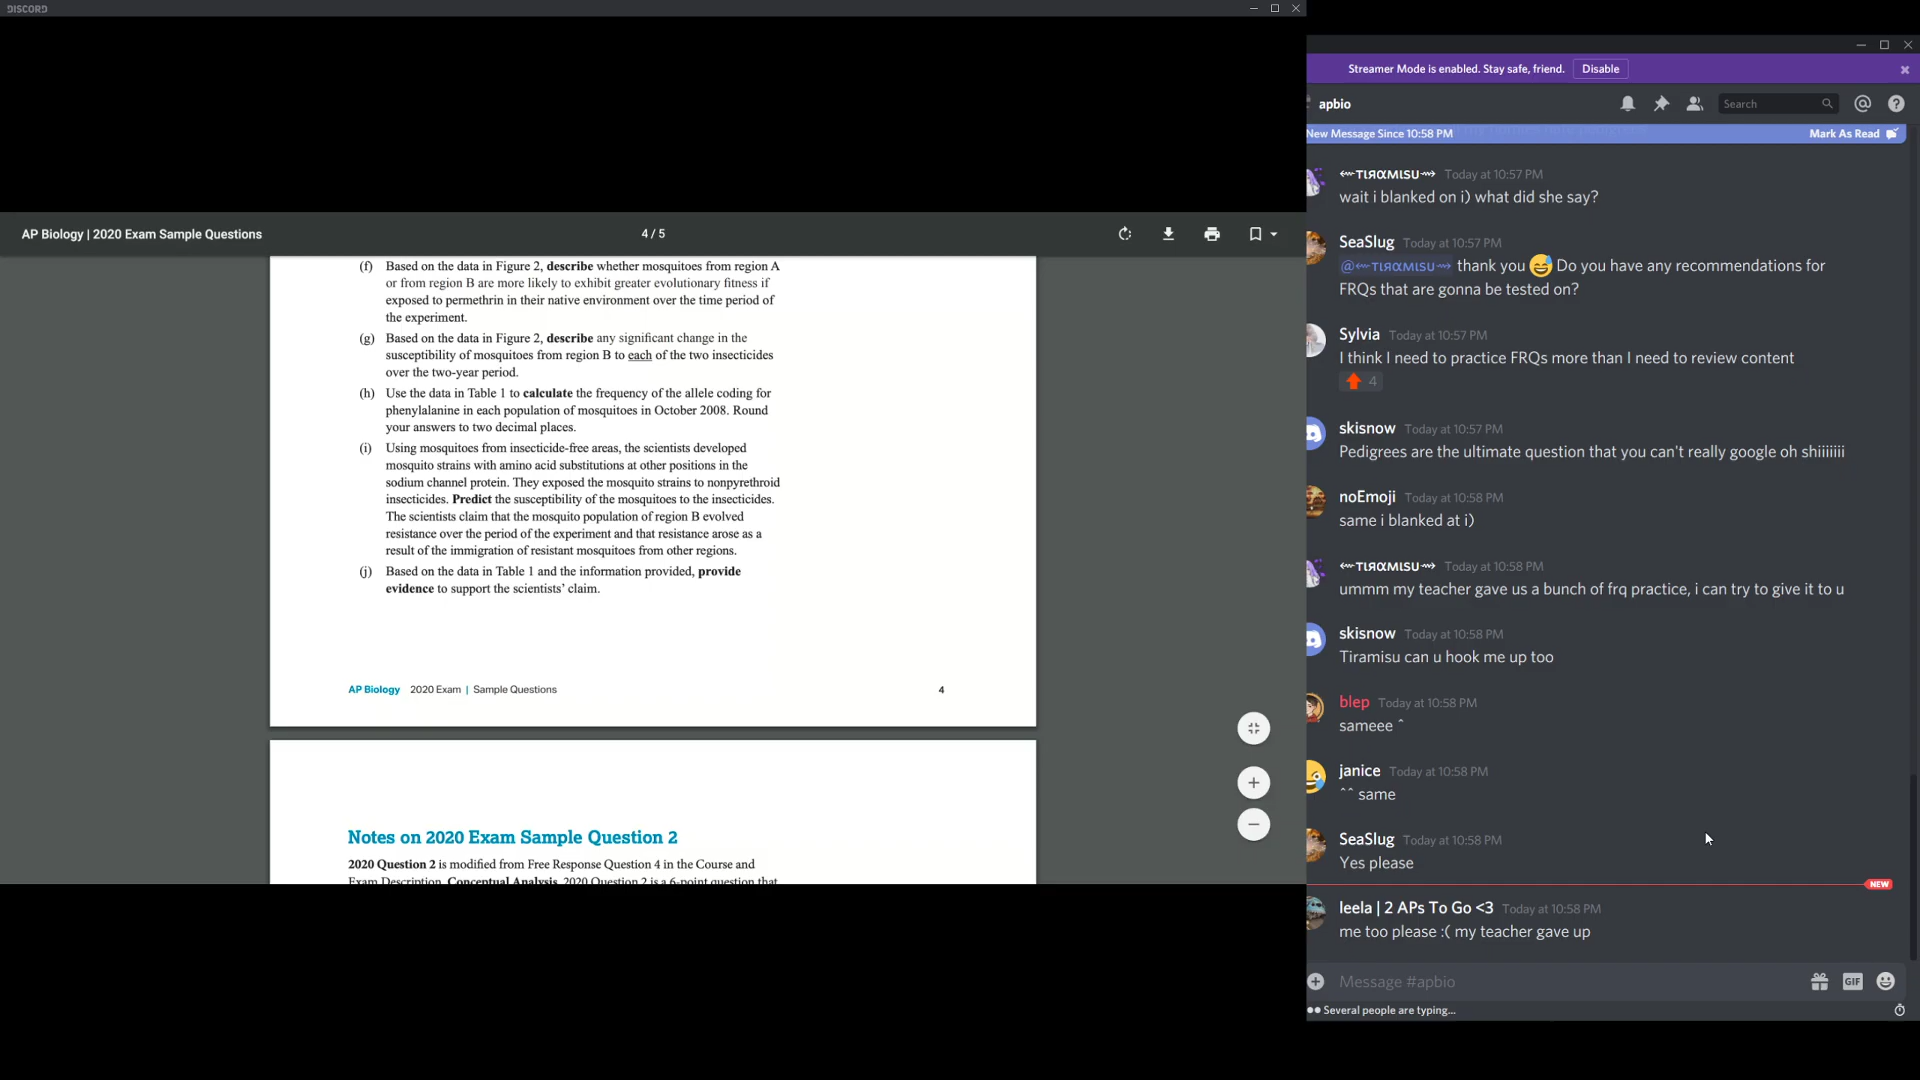 DISCORD
AP Biology | 2020 Exam Sample Questions
4 / 5
(f) Based on the data in Figure 2, describe whether mosquitoes from region A
or from region B are more likely to exhibit greater evolutionary fitness if
exposed to permethrin in their native environment over the time period of
the experiment.
(g) Based on the data in Figure 2, describe any significant change in the
susceptibility of mosquitoes from region B to each of the two insecticides
over the two-year period.
(h) Use the data in Table 1 to calculate the frequency of the allele coding for
phenylalanine in each population of mosquitoes in October 2008. Round
your answers to two decimal places.
(i) Using mosquitoes from insecticide-free areas, the scientists developed
mosquito strains with amino acid substitutions at other positions in the
sodium channel protein. They exposed the mosquito strains to nonpyrethroid
insecticides. Predict the susceptibility of the mosquitoes to the insecticides.
The scientists claim that the mosquito population of region B evolved
resistance over the period of the experiment and that resistance arose as a
result of the immigration of resistant mosquitoes from other regions.
(j) Based on the data in Table 1 and the information provided, provide
evidence to support the scientists' claim.
AP Biology 2020 Exam | Sample Questions
4
Notes on 2020 Exam Sample Question 2
2020 Question 2 is modified from Free Response Question 4 in the Course and
Exam Description, Conceptual Analysis. 2020 Question 2 is a 6-point question that
Streamer Mode is enabled. Stay safe, friend. Disable
apbio
Search
New Message Since 10:58 PM
Mark As Read
⬳TIЯαMISU⟿ Today at 10:57 PM
wait i blanked on i) what did she say?
SeaSlug Today at 10:57 PM
@⬳TIЯαMISU⟿ thank you 😅 Do you have any recommendations for
FRQs that are gonna be tested on?
Sylvia Today at 10:57 PM
I think I need to practice FRQs more than I need to review content
4
skisnow Today at 10:57 PM
Pedigrees are the ultimate question that you can't really google oh shiiiiiii
noEmoji Today at 10:58 PM
same i blanked at i)
⬳TIЯαMISU⟿ Today at 10:58 PM
ummm my teacher gave us a bunch of frq practice, i can try to give it to u
skisnow Today at 10:58 PM
Tiramisu can u hook me up too
blep Today at 10:58 PM
sameee ^
janice Today at 10:58 PM
^^ same
SeaSlug Today at 10:58 PM
Yes please
NEW
leela | 2 APs To Go <3 Today at 10:58 PM
me too please :( my teacher gave up
Message #apbio
GIF
Several people are typing...